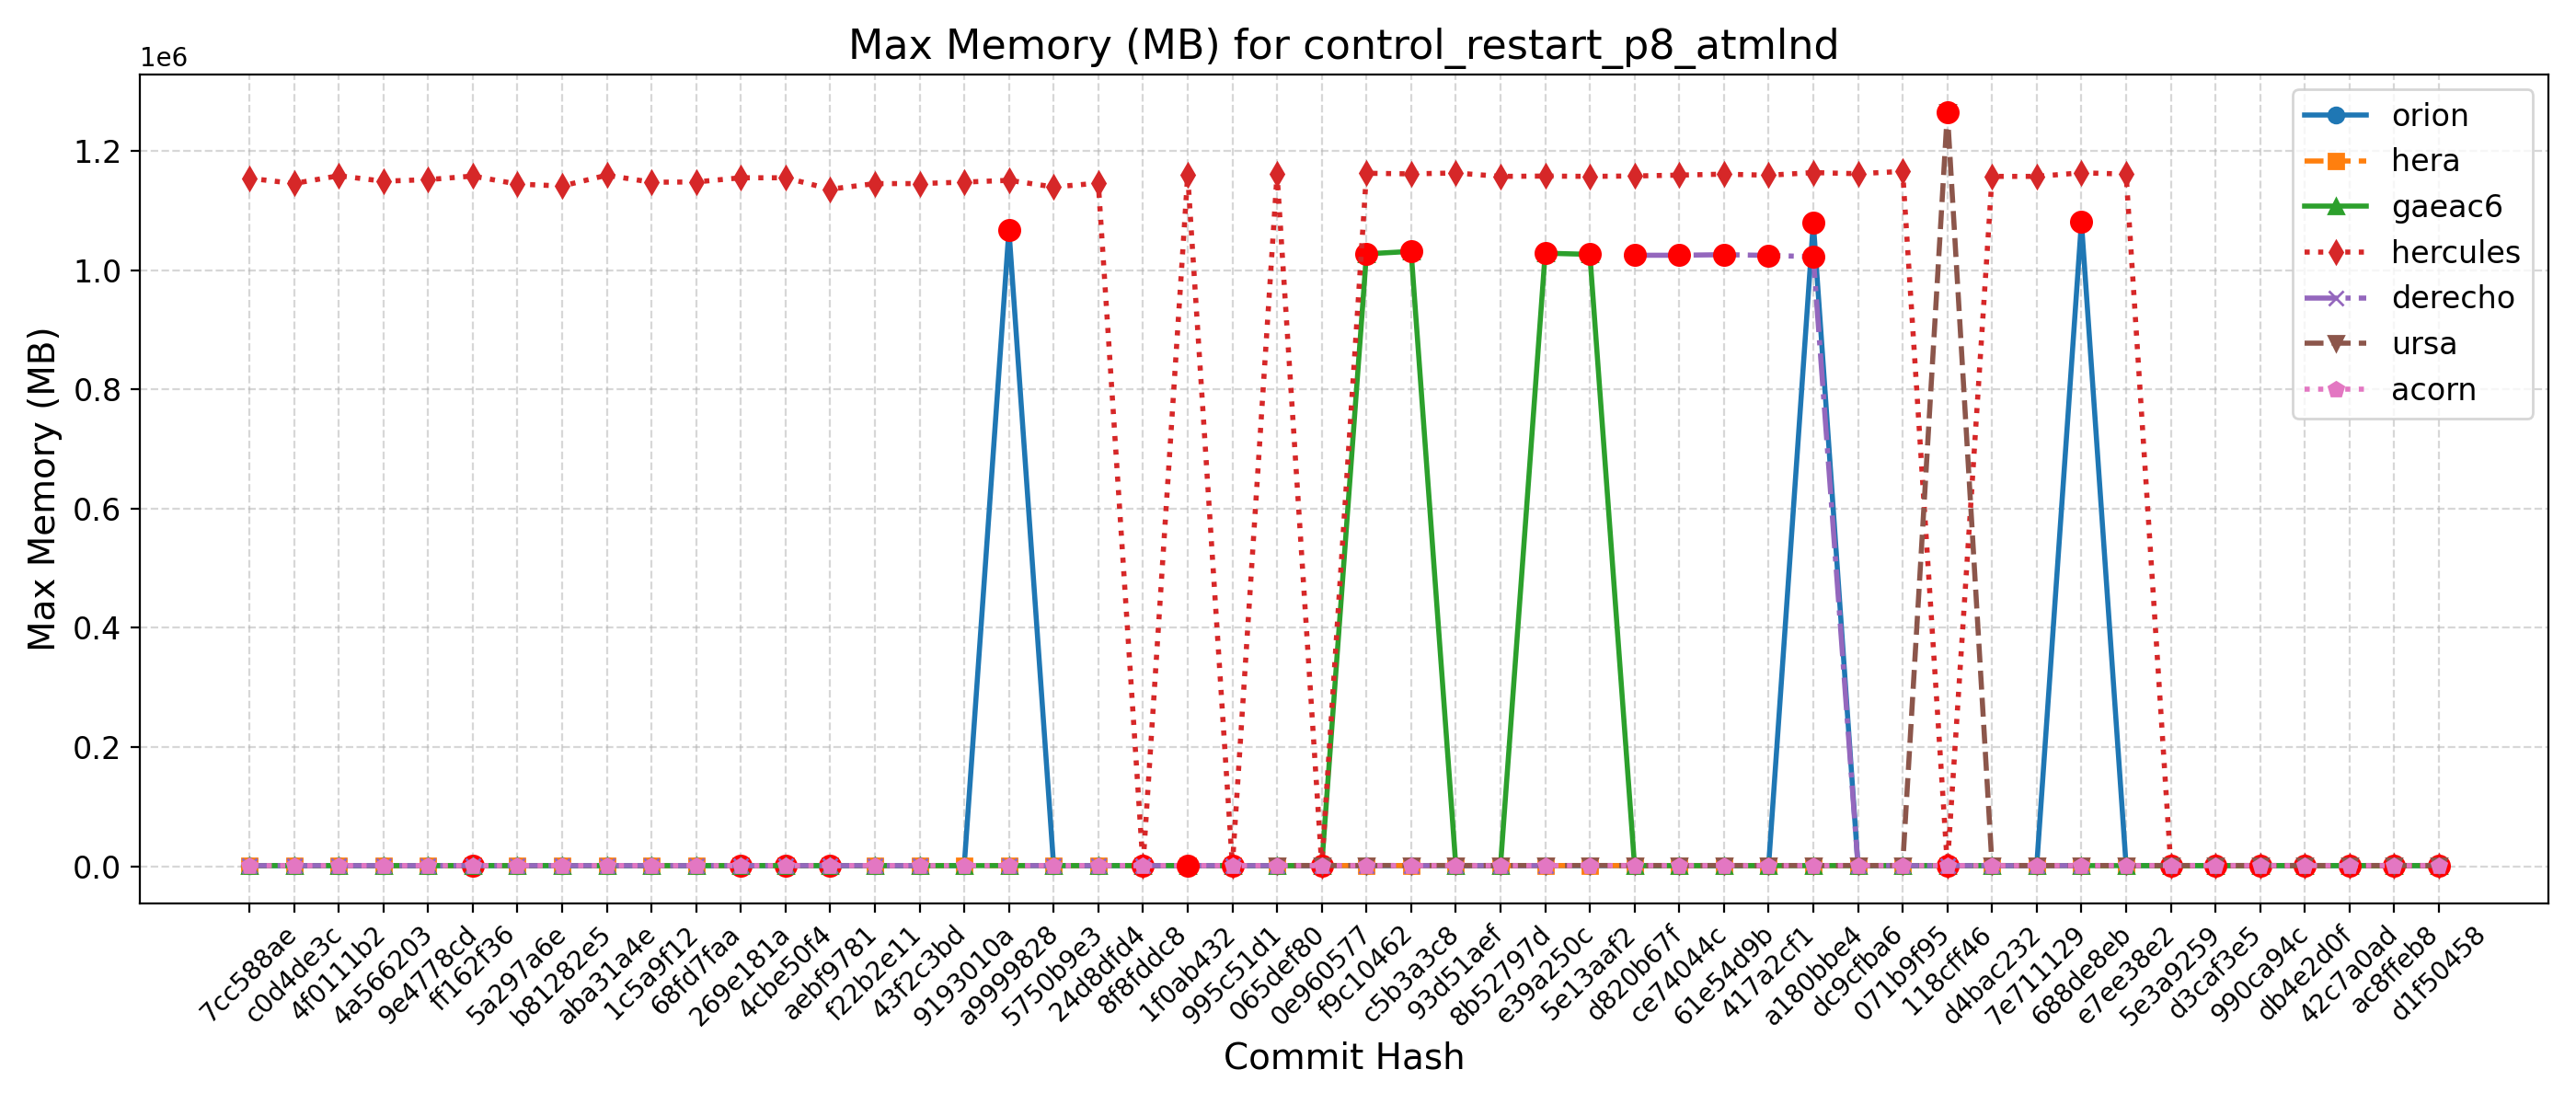 Max Memory (MB) for control_restart_p8_atmlnd
1e6
1.2
1.0
0.8
0.6
0.4
0.2
0.0
Max Memory (MB)
orion
hera
gaeac6
hercules
derecho
ursa
acorn
7cc588ae
c0d4de3c
4f0111b2
4a566203
9e4778cd
ff162f36
5a297a6e
b81282e5
aba31a4e
1c5a9f12
68fd7faa
269e181a
4cbe50f4
aebf9781
f22b2e11
43f2c3bd
9193010a
a9999828
5750b9e3
24d8dfd4
8f8fddc8
1f0ab432
995c51d1
065def80
0e960577
f9c10462
c5b3a3c8
93d51aef
8b52797d
e39a250c
5e13aaf2
d820b67f
ce74044c
61e54d9b
417a2cf1
a180bbe4
dc9cfba6
071b9f95
118cff46
d4bac232
7e711129
688de8eb
e7ee38e2
5e3a9259
d3caf3e5
990ca94c
db4e2d0f
42c7a0ad
ac8ffeb8
d1f50458
Commit Hash